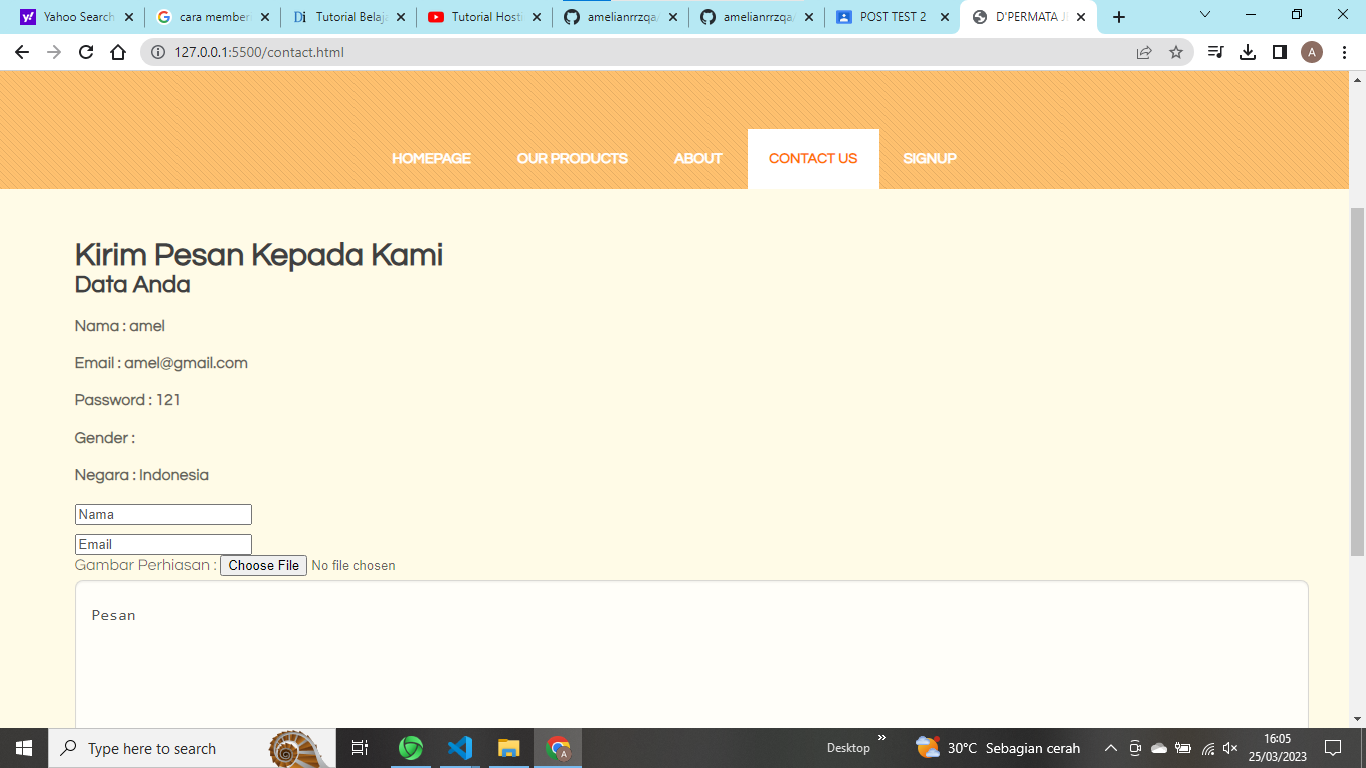 Yahoo Search
cara member
Tutorial Belaja
Tutorial Hosti
amelianrrzqa/
amelianrrzqa/
POST TEST 2
D'PERMATA JE
127.0.0.1:5500/contact.html
A
HOMEPAGE
OUR PRODUCTS
ABOUT
CONTACT US
SIGNUP
Kirim Pesan Kepada Kami
Data Anda
Nama : amel
Email : amel@gmail.com
Password : 121
Gender :
Negara : Indonesia
Nama
Email
Gambar Perhiasan : Choose File No file chosen
Pesan
Type here to search
Desktop
30°C Sebagian cerah
16:05
25/03/2023